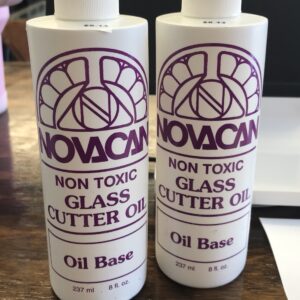 NOVACAN
NON TOXIC
GLASS
CUTTER OIL
Oil Base
237 ml 8 fl. oz.
NOVACAN
NON TOXIC
GLASS
CUTTER OIL
Oil Base
237 ml 8 fl. oz.